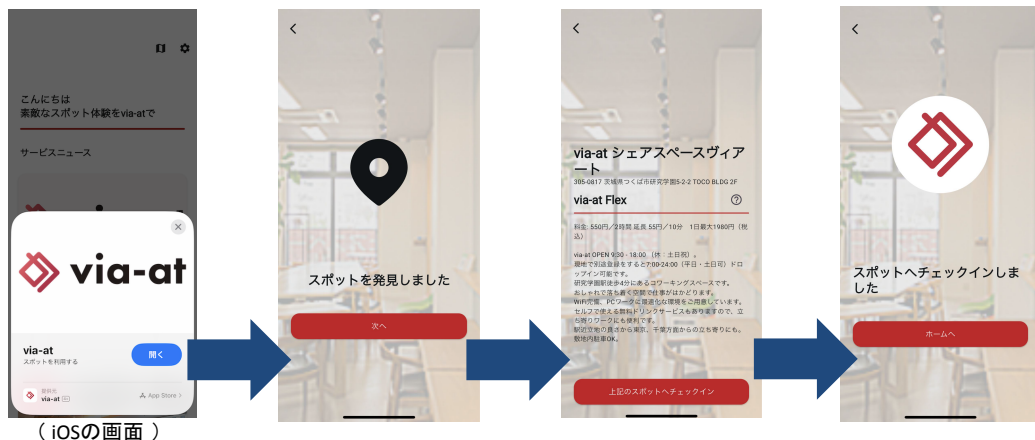 こんにちは
素敵なスポット体験をvia-atで
サービスニュース
via-at
via-at
スポットを利用する
開く
提供元
via-at
App Store
（ iOSの画面 ）
スポットを発見しました
次へ
via-at シェアスペースヴィア
ート
305-0817 茨城県つくば市研究学園5-2-2 TOCO BLDG 2F
via-at Flex
料金: 550円／2時間 延長 55円／10分　1日最大1980円（税
込）
via-at OPEN 9:30 - 18:00 （休：土日祝）。
現地で別途登録をすると7:00-24:00（平日・土日可）ドロ
ップイン可能です。
研究学園駅徒歩4分にあるコワーキングスペースです。
おしゃれで落ち着く空間で仕事がはかどります。
WiFi完備、PCワークに最適化な環境をご用意しています。
セルフで使える無料ドリンクサービスもありますので、立
ち寄りワークにも便利です。
駅近立地の良さから東京、千葉方面からの立ち寄りにも。
敷地内駐車OK。
上記のスポットへチェックイン
スポットへチェックインしま
した
ホームへ